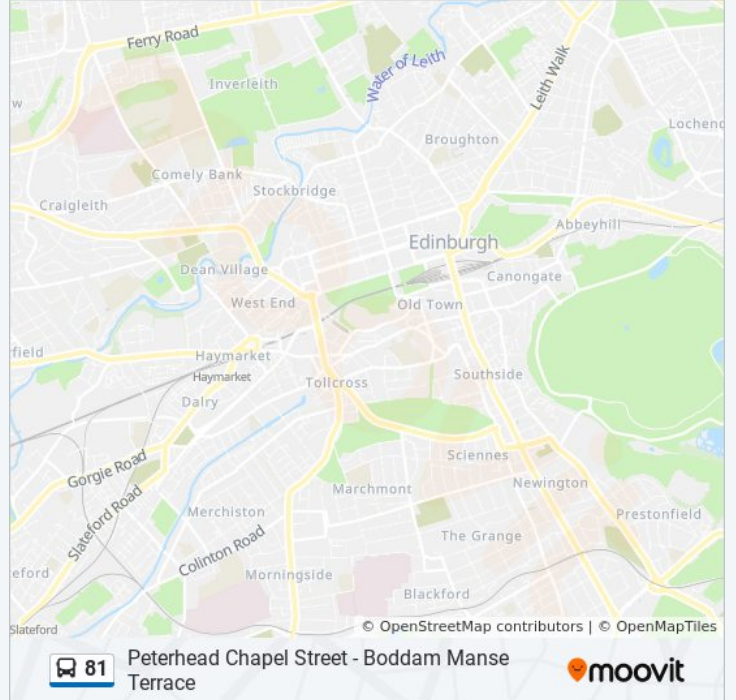 Ferry Road
Water of Leith
Leith Walk
Inverleith
w
Lochend
Broughton
Comely Bank
Stockbridge
Craigleith
Abbeyhill
Edinburgh
Dean Village
Canongate
West End
Old Town
field
Haymarket
Haymarket
Southside
Tollcross
Dalry
Sciennes
Gorgie Road
Newington
Marchmont
Slateford Road
Merchiston
Prestonfield
The Grange
Colinton Road
eford
Morningside
Blackford
Slateford
© OpenStreetMap contributors | © OpenMapTiles
81
Peterhead Chapel Street - Boddam Manse
Terrace
moovit